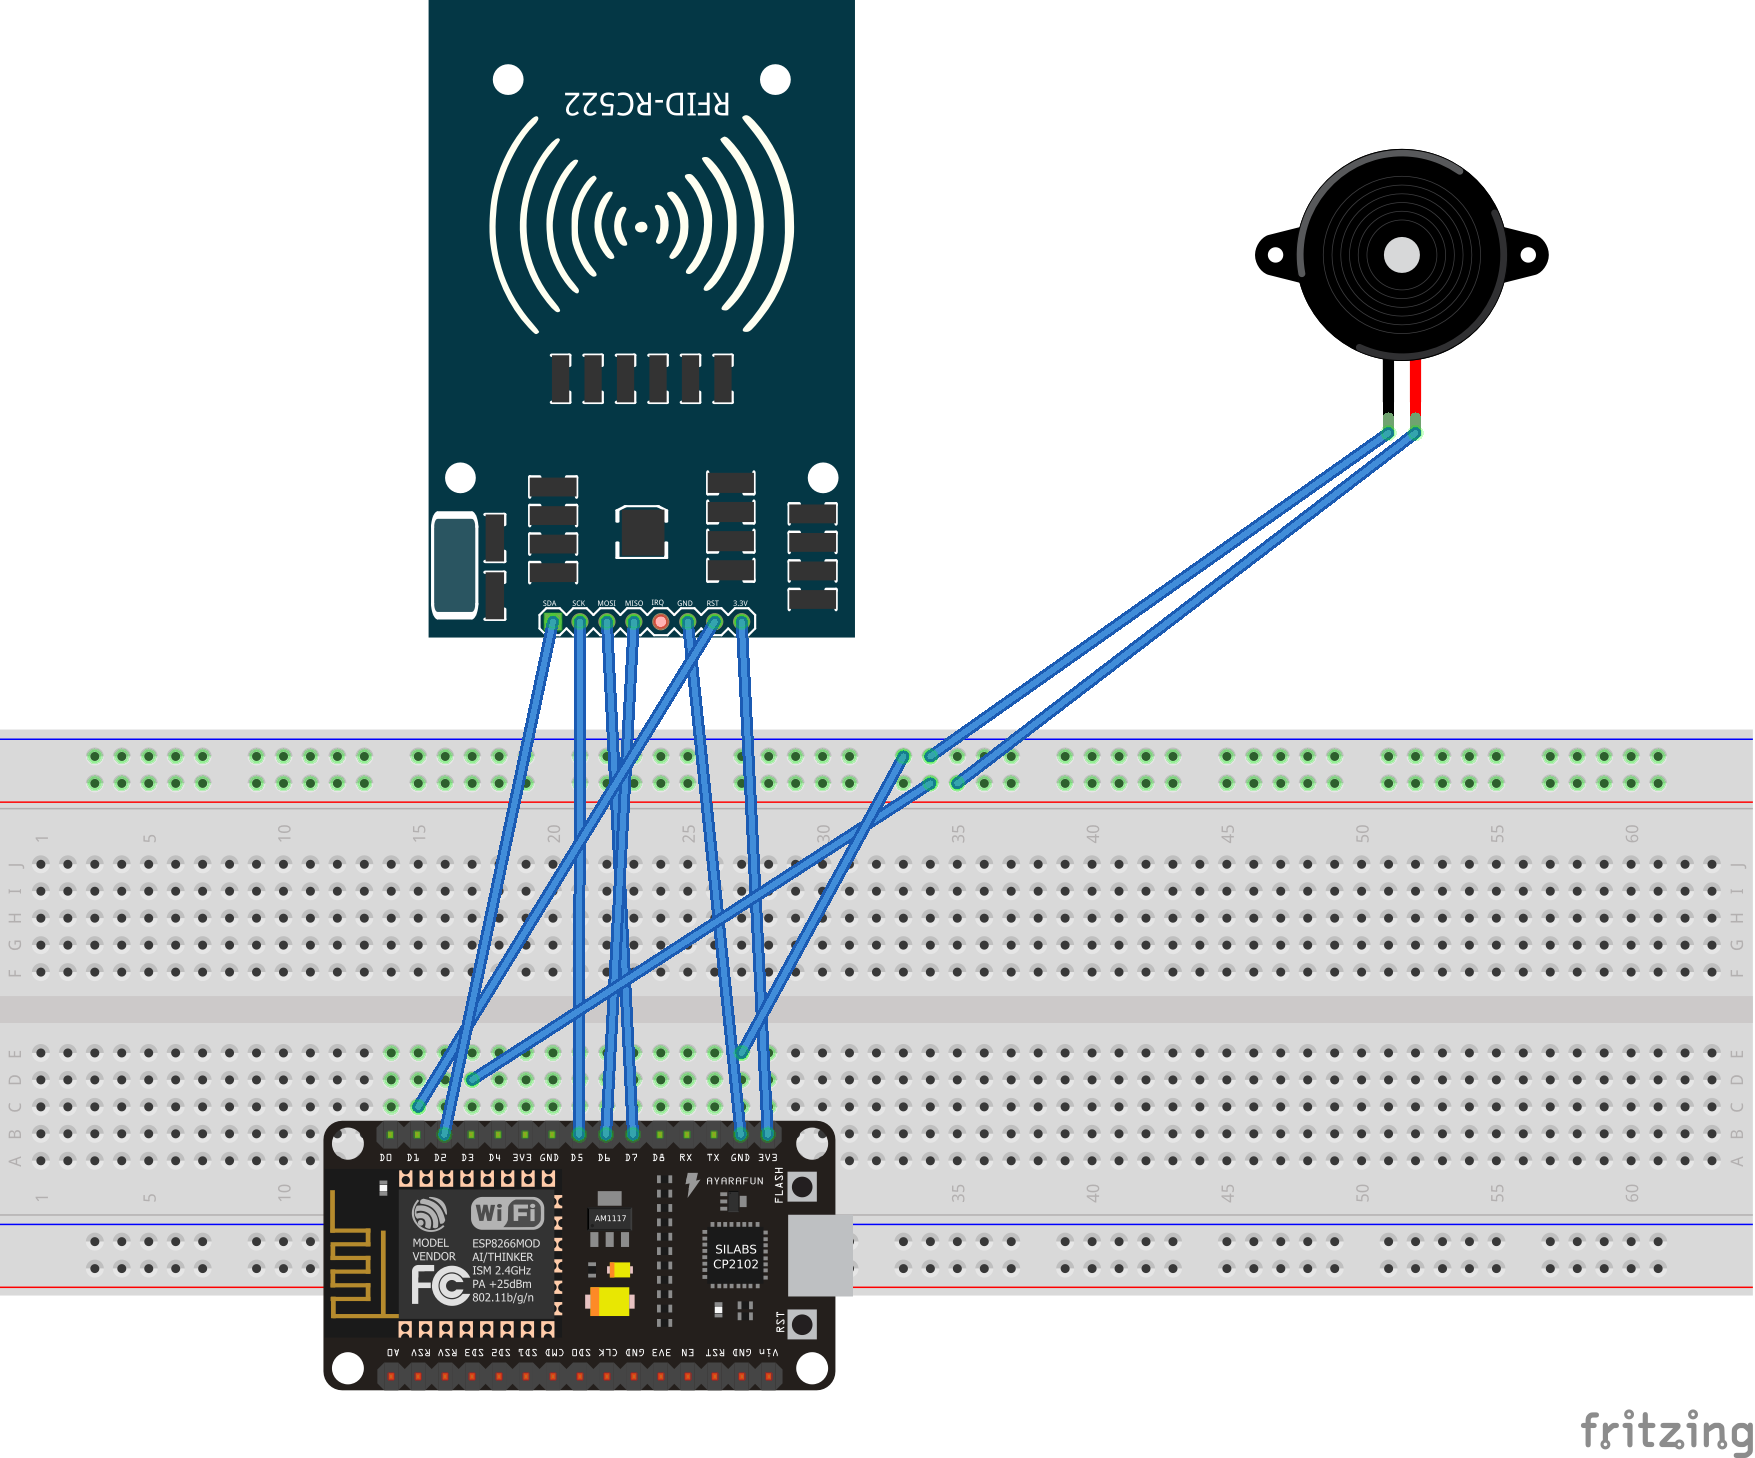 RFID-RC522
SDA SCK MOSI MISO IRQ GND RST 3.3V
1 5 10 15 20 25 30 35 40 45 50 55 60
J J
I I
H H
G G
F F
E E
D D
C C
B B
A A
D0 D1 D2 D3 D4 3V3 GND D5 D6 D7 D8 RX TX GND 3V3
1 5 10 35 40 45 50 55 60
FLASH
AYARAFUN
WiFi
AM1117
MODEL ESP8266MOD
VENDOR AI/THINKER
ISM 2.4GHz
PA +25dBm
802.11b/g/n
FC
SILABS
CP2102
RST
A0 RSV RSV SD3 SD2 SD1 CMD SD0 CLK GND 3V3 EN RST GND Vin
fritzing